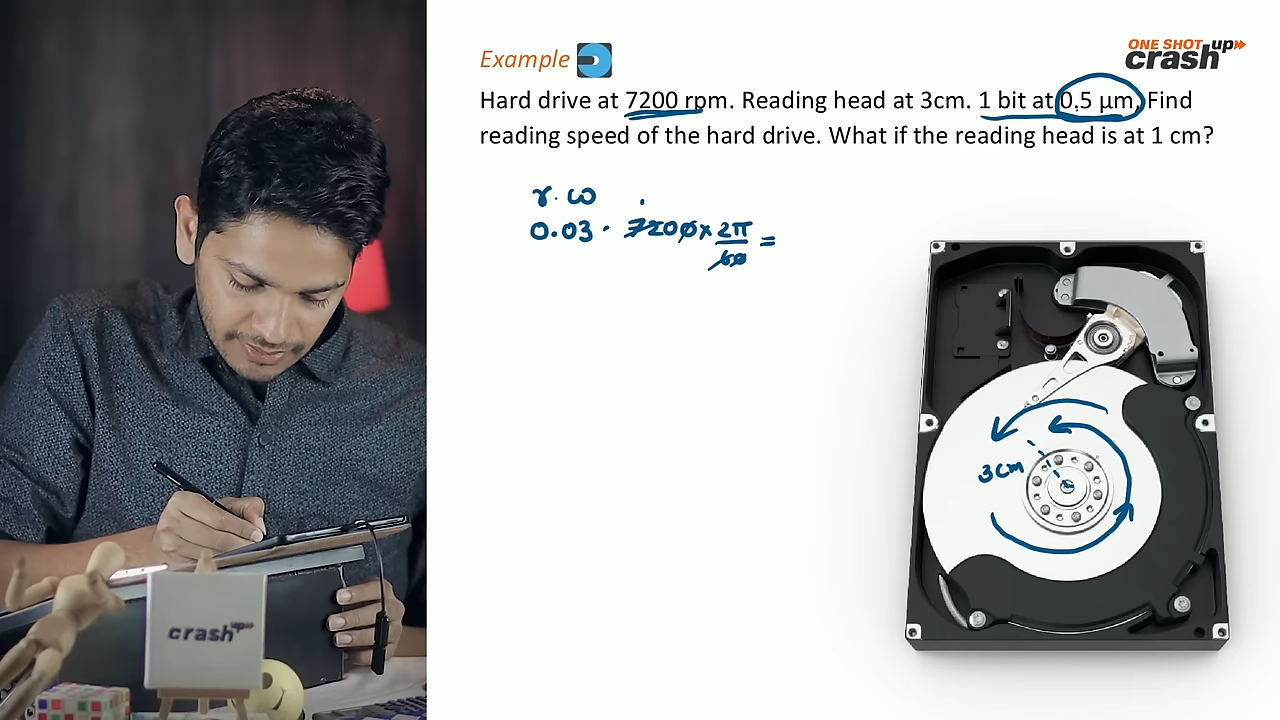 Example
ONE SHOT
crash up
Hard drive at 7200 rpm. Reading head at 3cm. 1 bit at 0.5 µm. Find
reading speed of the hard drive. What if the reading head is at 1 cm?
r · ω
0.03 · 7200 × 2π/60 =
3cm
crash up